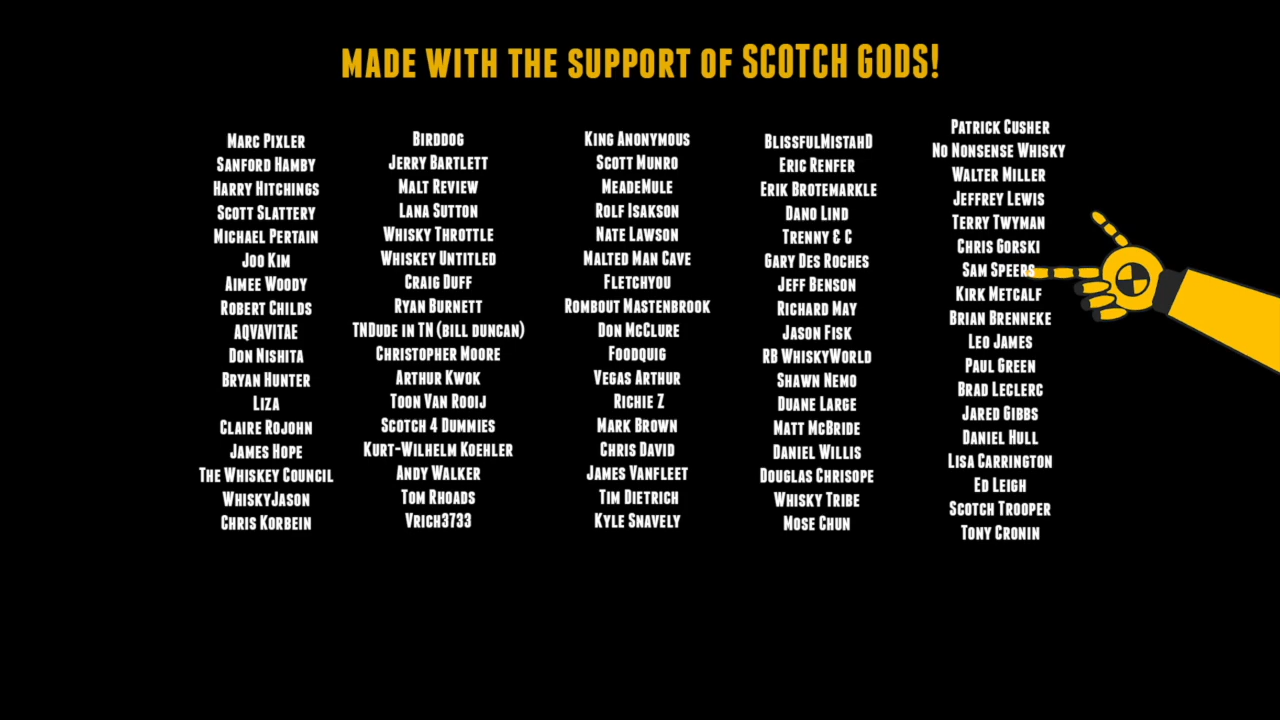 MADE WITH THE SUPPORT OF SCOTCH GODS!
Marc Pixler
Sanford Hamby
Harry Hitchings
Scott Slattery
Michael Pertain
Joo Kim
Aimee Woody
Robert Childs
AQVAVITAE
Don Nishita
Bryan Hunter
Liza
Claire Rojohn
James Hope
The Whiskey Council
WhiskyJason
Chris Korbein
Birddog
Jerry Bartlett
Malt Review
Lana Sutton
Whisky Throttle
Whiskey Untitled
Craig Duff
Ryan Burnett
TNDude in TN (bill duncan)
Christopher Moore
Arthur Kwok
Toon Van Rooij
Scotch 4 Dummies
Kurt-Wilhelm Koehler
Andy Walker
Tom Rhoads
Vrich3733
King Anonymous
Scott Munro
MeadeMule
Rolf Isakson
Nate Lawson
Malted Man Cave
Fletchyou
Rombout Mastenbrook
Don McClure
Foodquig
Vegas Arthur
Richie Z
Mark Brown
Chris David
James Vanfleet
Tim Dietrich
Kyle Snavely
BlissfulMistahD
Eric Renfer
Erik Brotemarkle
Dano Lind
Trenny & C
Gary Des Roches
Jeff Benson
Richard May
Jason Fisk
RB WhiskyWorld
Shawn Nemo
Duane Large
Matt McBride
Daniel Willis
Douglas Chrisope
Whisky Tribe
Mose Chun
Patrick Cusher
No Nonsense Whisky
Walter Miller
Jeffrey Lewis
Terry Twyman
Chris Gorski
Sam Speers
Kirk Metcalf
Brian Brenneke
Leo James
Paul Green
Brad Leclerc
Jared Gibbs
Daniel Hull
Lisa Carrington
Ed Leigh
Scotch Trooper
Tony Cronin